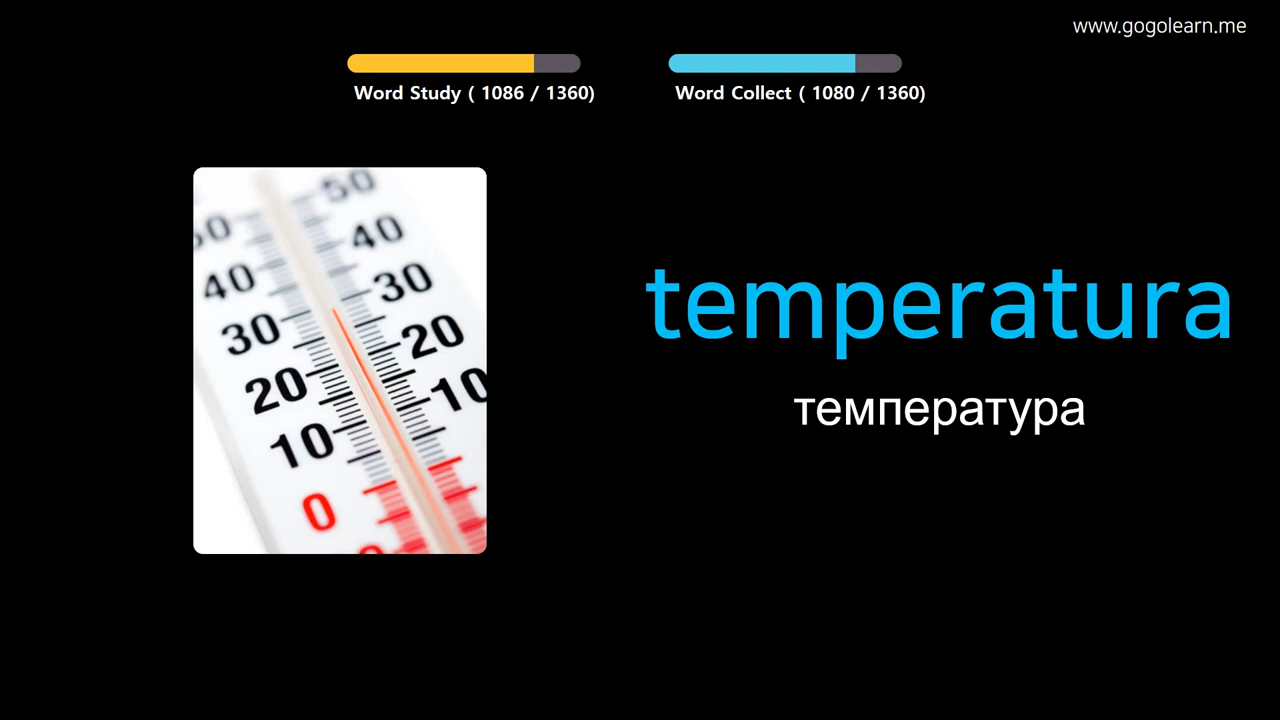 www.gogolearn.me
Word Study ( 1086 / 1360)
Word Collect ( 1080 / 1360)
50
40
40
30
30
20
20
10
10
0
temperatura
температура